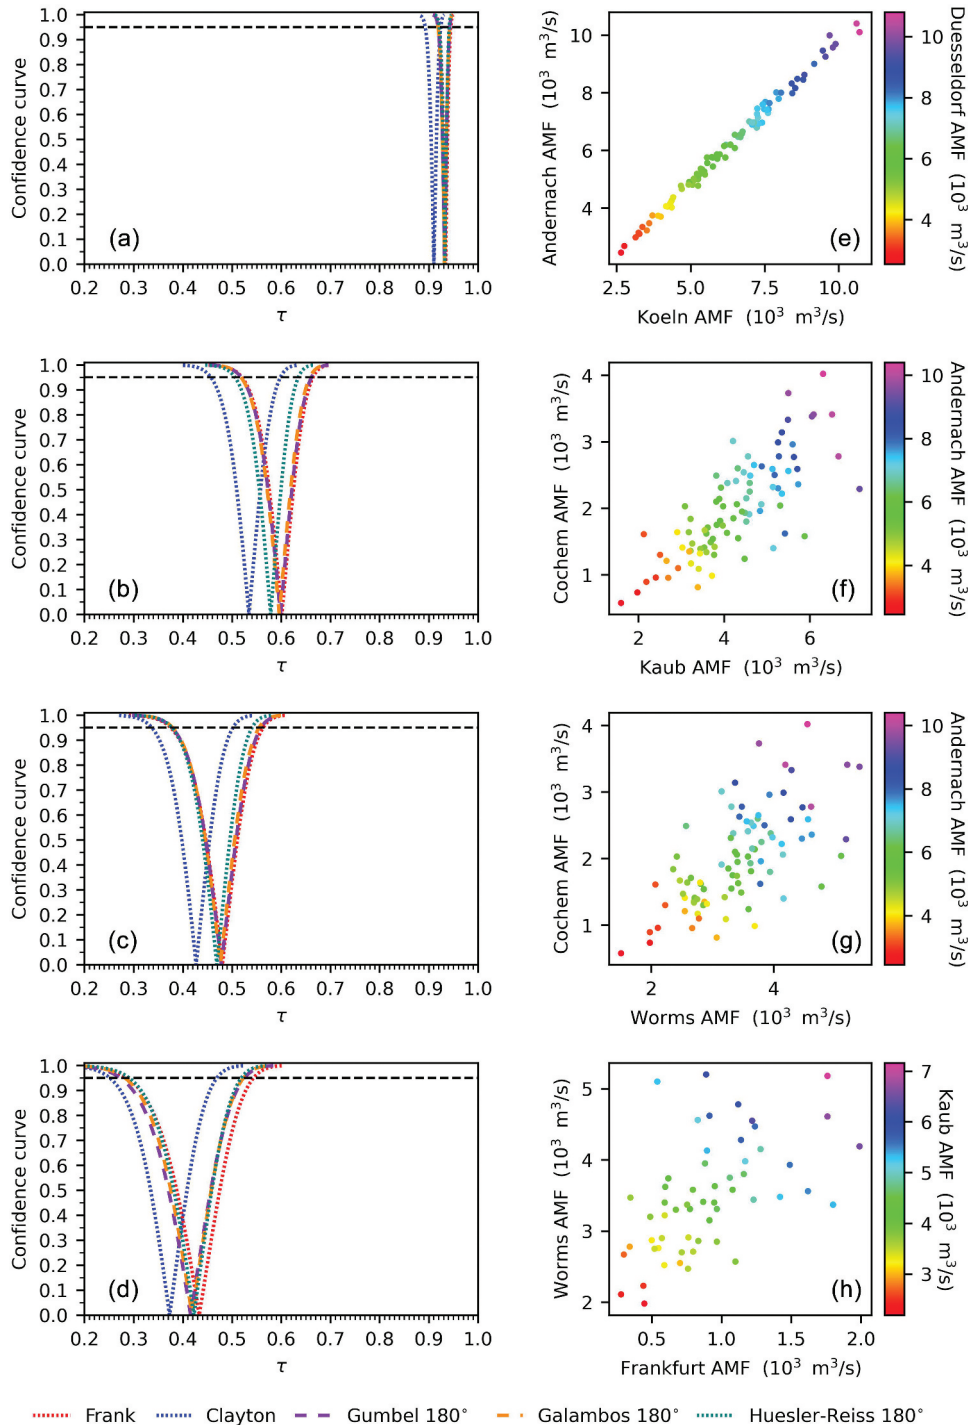 1.0
0.9
0.8
0.7
0.6
0.5
0.4
0.3
0.2
0.1
0.0
Confidence curve
(a)
0.2 0.3 0.4 0.5 0.6 0.7 0.8 0.9 1.0
τ
10
8
6
4
Andernach AMF (10³ m³/s)
(e)
2.5 5.0 7.5 10.0
Koeln AMF (10³ m³/s)
10
8
6
4
Duesseldorf AMF (10³ m³/s)
1.0
0.9
0.8
0.7
0.6
0.5
0.4
0.3
0.2
0.1
0.0
Confidence curve
(b)
0.2 0.3 0.4 0.5 0.6 0.7 0.8 0.9 1.0
τ
4
3
2
1
Cochem AMF (10³ m³/s)
(f)
2 4 6
Kaub AMF (10³ m³/s)
10
8
6
4
Andernach AMF (10³ m³/s)
1.0
0.9
0.8
0.7
0.6
0.5
0.4
0.3
0.2
0.1
0.0
Confidence curve
(c)
0.2 0.3 0.4 0.5 0.6 0.7 0.8 0.9 1.0
τ
4
3
2
1
Cochem AMF (10³ m³/s)
(g)
2 4
Worms AMF (10³ m³/s)
10
8
6
4
Andernach AMF (10³ m³/s)
1.0
0.9
0.8
0.7
0.6
0.5
0.4
0.3
0.2
0.1
0.0
Confidence curve
(d)
0.2 0.3 0.4 0.5 0.6 0.7 0.8 0.9 1.0
τ
5
4
3
2
Worms AMF (10³ m³/s)
(h)
0.5 1.0 1.5 2.0
Frankfurt AMF (10³ m³/s)
7
6
5
4
3
Kaub AMF (10³ m³/s)
Frank Clayton Gumbel 180° Galambos 180° Huesler-Reiss 180°